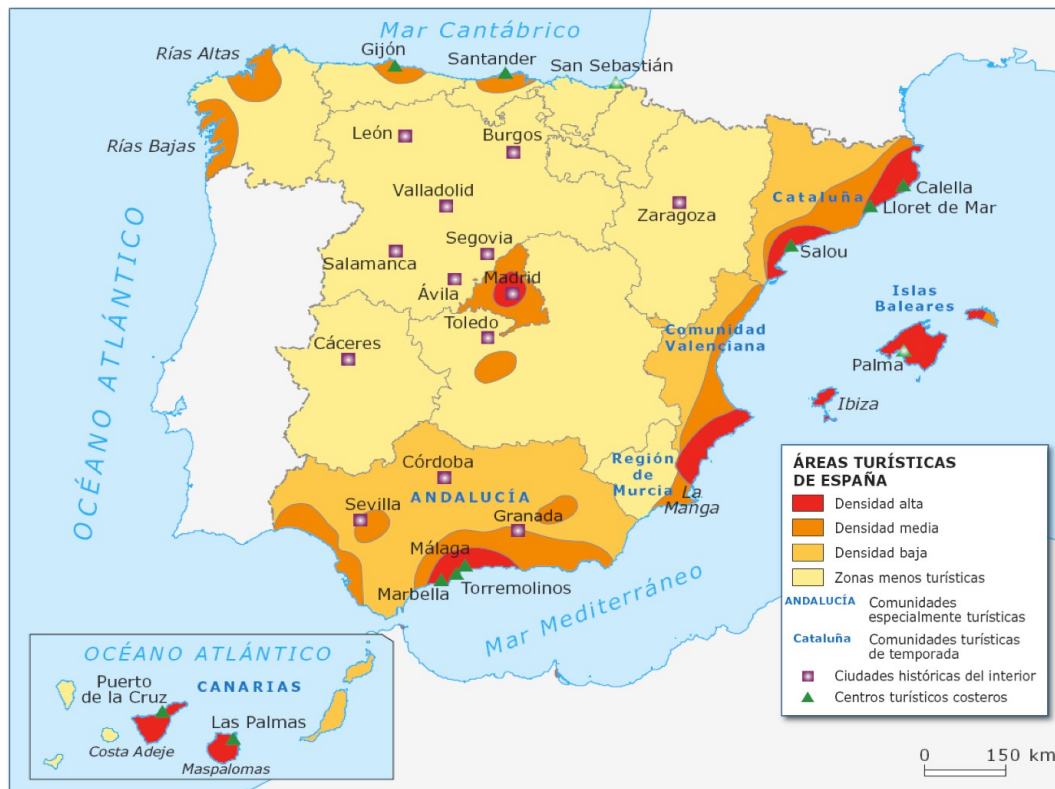 Mar Cantábrico
Rías Altas
Gijón
Santander
San Sebastián
Rías Bajas
León
Burgos
Valladolid
Zaragoza
Cataluña
Calella
Lloret de Mar
Segovia
Salamanca
Salou
Madrid
Ávila
Islas
Baleares
Toledo
Comunidad
Valenciana
Cáceres
Palma
Ibiza
OCÉANO ATLÁNTICO
Córdoba
Región
de
Murcia
ANDALUCÍA
Sevilla
Granada
La
Manga
Málaga
Torremolinos
Marbella
Mar Mediterráneo
ÁREAS TURÍSTICAS
DE ESPAÑA
Densidad alta
Densidad media
Densidad baja
Zonas menos turísticas
ANDALUCÍA Comunidades
especialmente turísticas
Cataluña Comunidades turísticas
de temporada
Ciudades históricas del interior
Centros turísticos costeros
OCÉANO ATLÁNTICO
Puerto
de la Cruz
CANARIAS
Las Palmas
Costa Adeje
Maspalomas
0 150 km